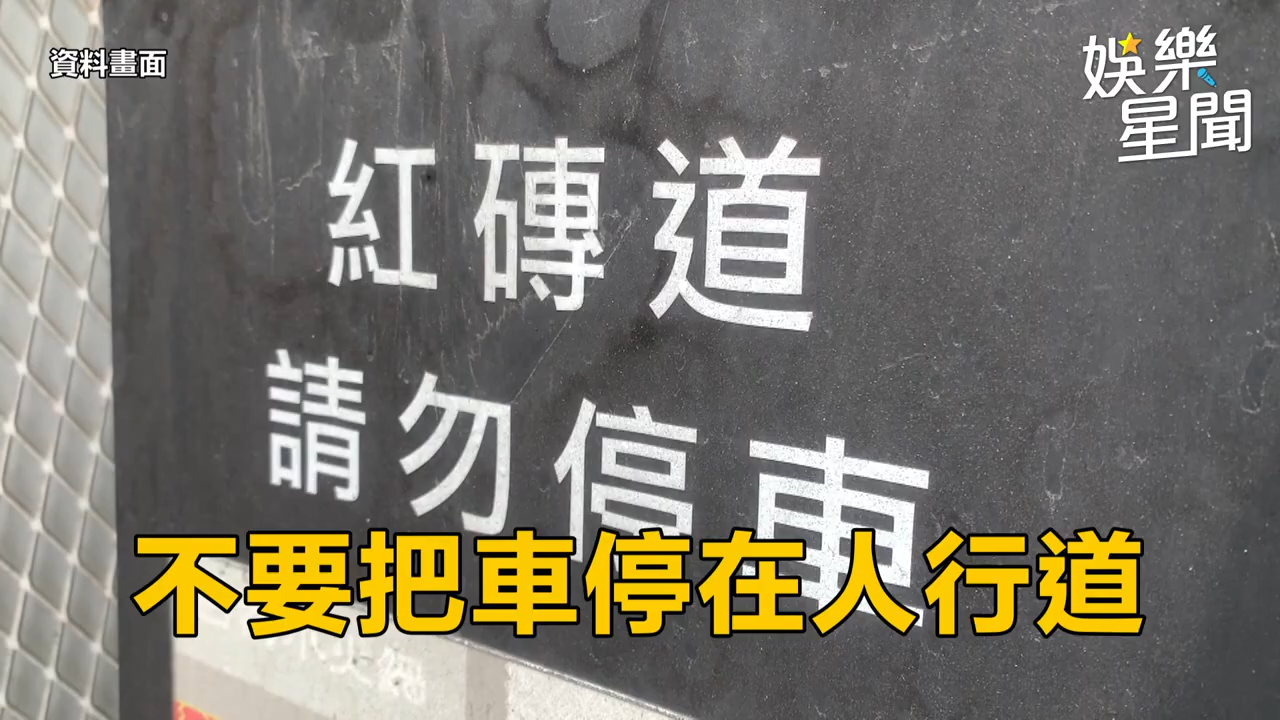 資料畫面
娛樂
星聞
紅磚道
請勿停車
不要把車停在人行道